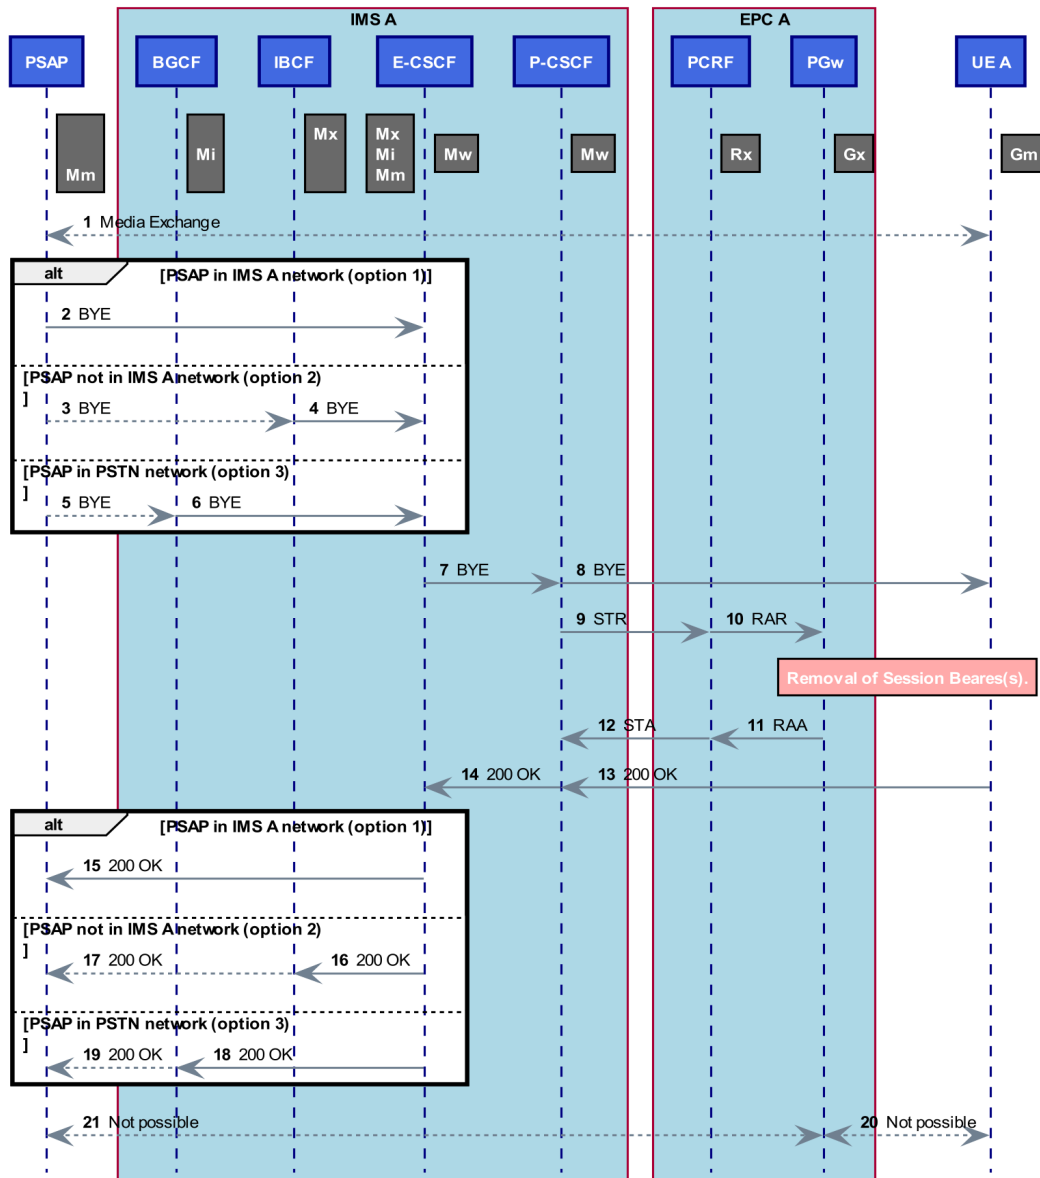 IMS A
EPC A
PSAP
BGCF
IBCF
E-CSCF
P-CSCF
PCRF
PGw
UE A
Mm
Mi
Mx
Mx
Mi
Mm
Mw
Mw
Rx
Gx
Gm
1 Media Exchange
alt
[PSAP in IMS A network (option 1)]
2 BYE
[PSAP not in IMS A network (option 2)
]
3 BYE
4 BYE
[PSAP in PSTN network (option 3)
]
5 BYE
6 BYE
7 BYE
8 BYE
9 STR
10 RAR
Removal of Session Beares(s).
12 STA
11 RAA
14 200 OK
13 200 OK
alt
[PSAP in IMS A network (option 1)]
15 200 OK
[PSAP not in IMS A network (option 2)
]
17 200 OK
16 200 OK
[PSAP in PSTN network (option 3)
]
19 200 OK
18 200 OK
21 Not possible
20 Not possible